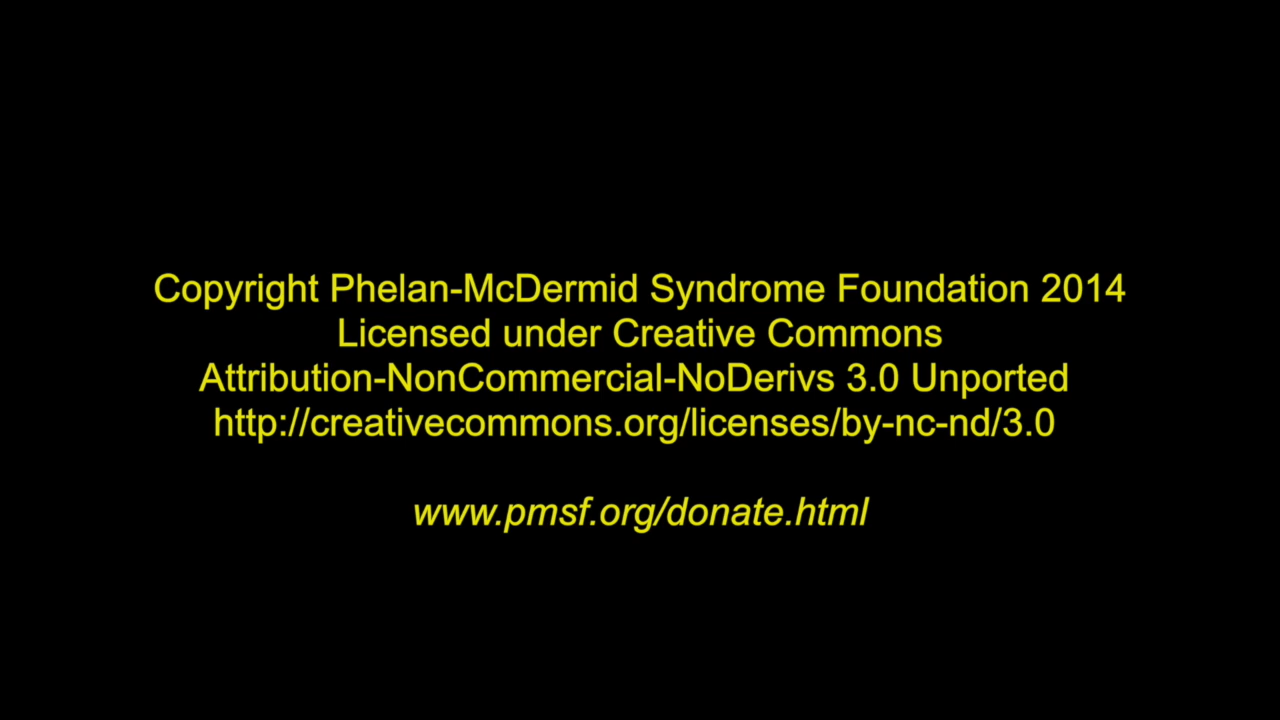 Copyright Phelan-McDermid Syndrome Foundation 2014
Licensed under Creative Commons
Attribution-NonCommercial-NoDerivs 3.0 Unported
http://creativecommons.org/licenses/by-nc-nd/3.0
www.pmsf.org/donate.html